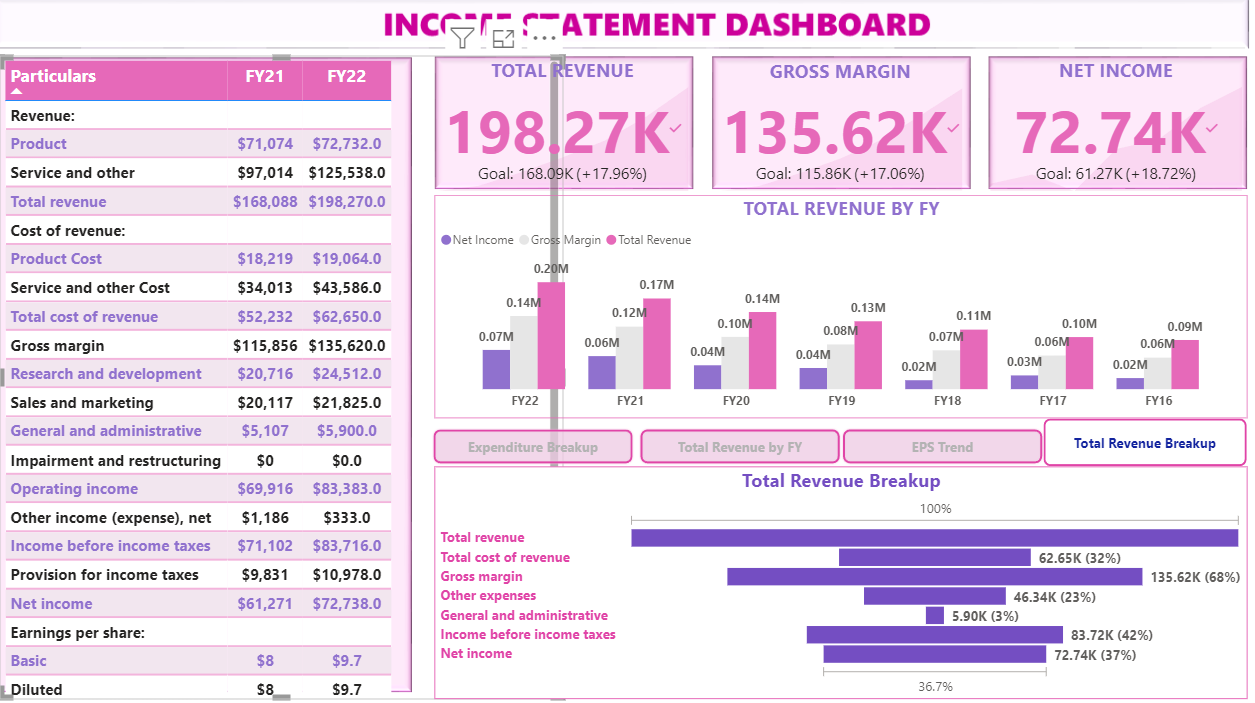 INCOME STATEMENT DASHBOARD
Particulars FY21 FY22
Revenue:
Product $71,074 $72,732.0
Service and other $97,014 $125,538.0
Total revenue $168,088 $198,270.0
Cost of revenue:
Product Cost $18,219 $19,064.0
Service and other Cost $34,013 $43,586.0
Total cost of revenue $52,232 $62,650.0
Gross margin $115,856 $135,620.0
Research and development $20,716 $24,512.0
Sales and marketing $20,117 $21,825.0
General and administrative $5,107 $5,900.0
Impairment and restructuring $0 $0.0
Operating income $69,916 $83,383.0
Other income (expense), net $1,186 $333.0
Income before income taxes $71,102 $83,716.0
Provision for income taxes $9,831 $10,978.0
Net income $61,271 $72,738.0
Earnings per share:
Basic $8 $9.7
Diluted $8 $9.7
TOTAL REVENUE
198.27K
Goal: 168.09K (+17.96%)
GROSS MARGIN
135.62K
Goal: 115.86K (+17.06%)
NET INCOME
72.74K
Goal: 61.27K (+18.72%)
TOTAL REVENUE BY FY
Net Income Gross Margin Total Revenue
0.07M 0.14M 0.20M
0.06M 0.12M 0.17M
0.04M 0.10M 0.14M
0.04M 0.08M 0.13M
0.02M 0.07M 0.11M
0.03M 0.06M 0.10M
0.02M 0.06M 0.09M
FY22 FY21 FY20 FY19 FY18 FY17 FY16
Expenditure Breakup Total Revenue by FY EPS Trend Total Revenue Breakup
Total Revenue Breakup
100%
Total revenue
Total cost of revenue 62.65K (32%)
Gross margin 135.62K (68%)
Other expenses 46.34K (23%)
General and administrative 5.90K (3%)
Income before income taxes 83.72K (42%)
Net income 72.74K (37%)
36.7%